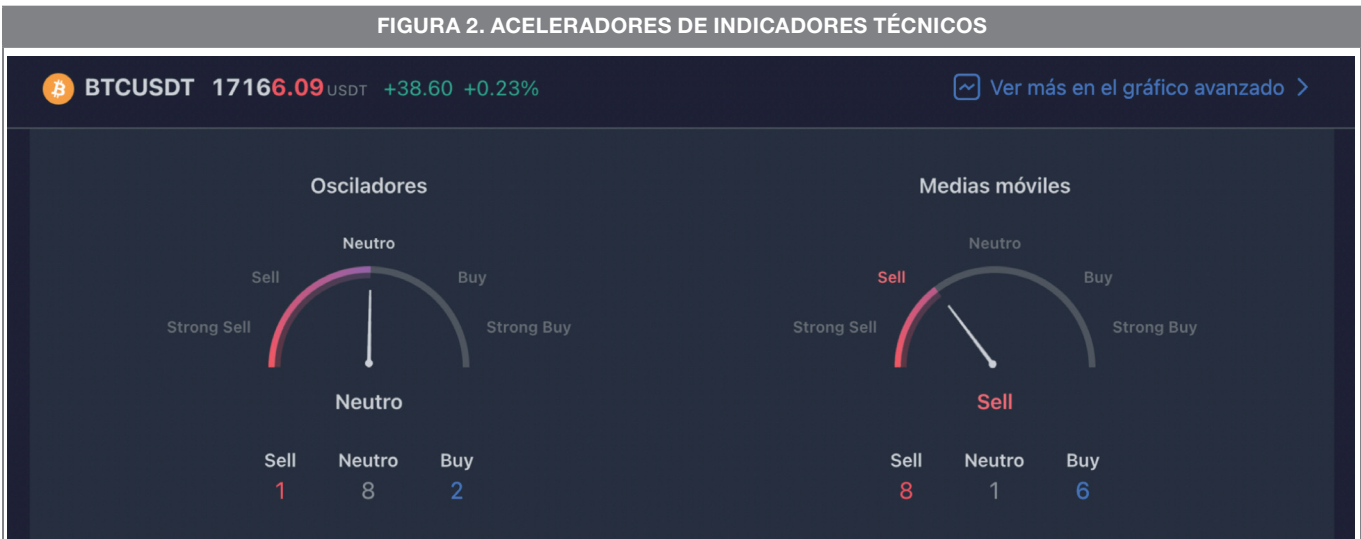 FIGURA 2. ACELERADORES DE INDICADORES TÉCNICOS
BTCUSDT 17166.09 USDT +38.60 +0.23%
Ver más en el gráfico avanzado
Osciladores
Neutro
Sell
Buy
Strong Sell
Strong Buy
Neutro
Sell Neutro Buy
1 8 2
Medias móviles
Neutro
Sell
Buy
Strong Sell
Strong Buy
Sell
Sell Neutro Buy
8 1 6